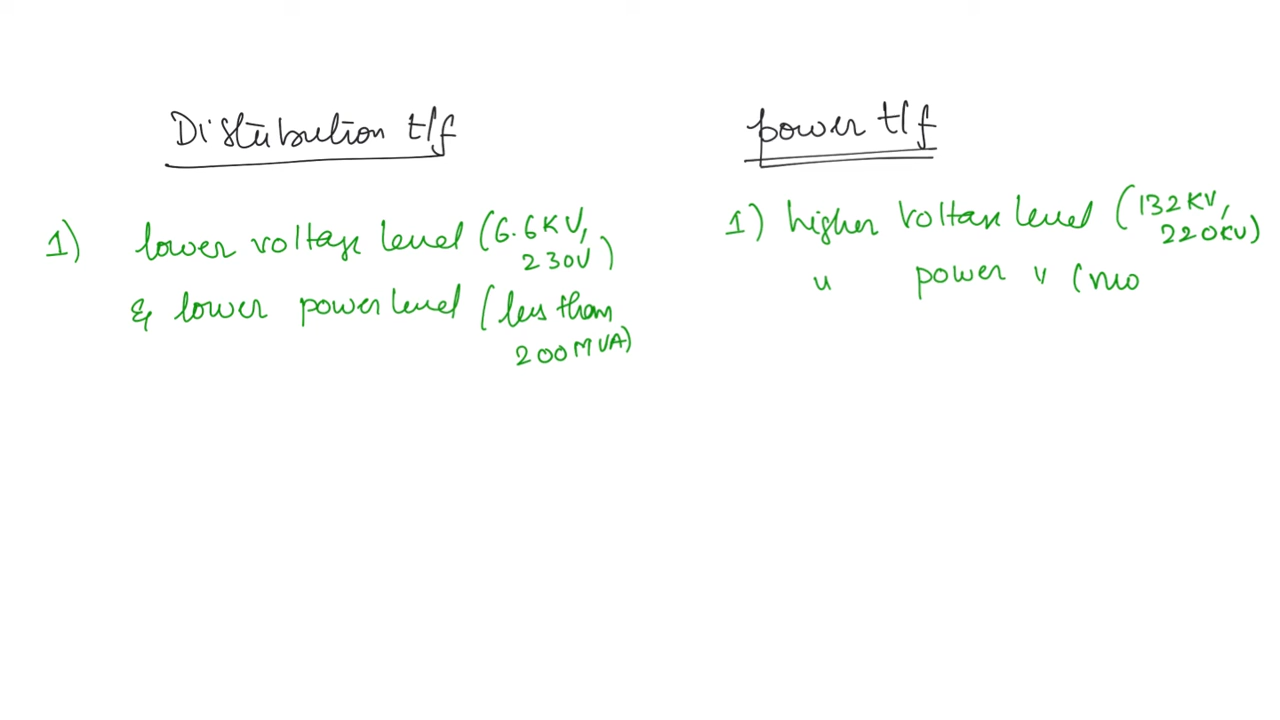 Distribution t/f
1) lower voltage level (6.6KV,
230V)
& lower power level (less than
200MVA)
power t/f
1) higher voltage level (132KV,
220KV)
" power " (mo